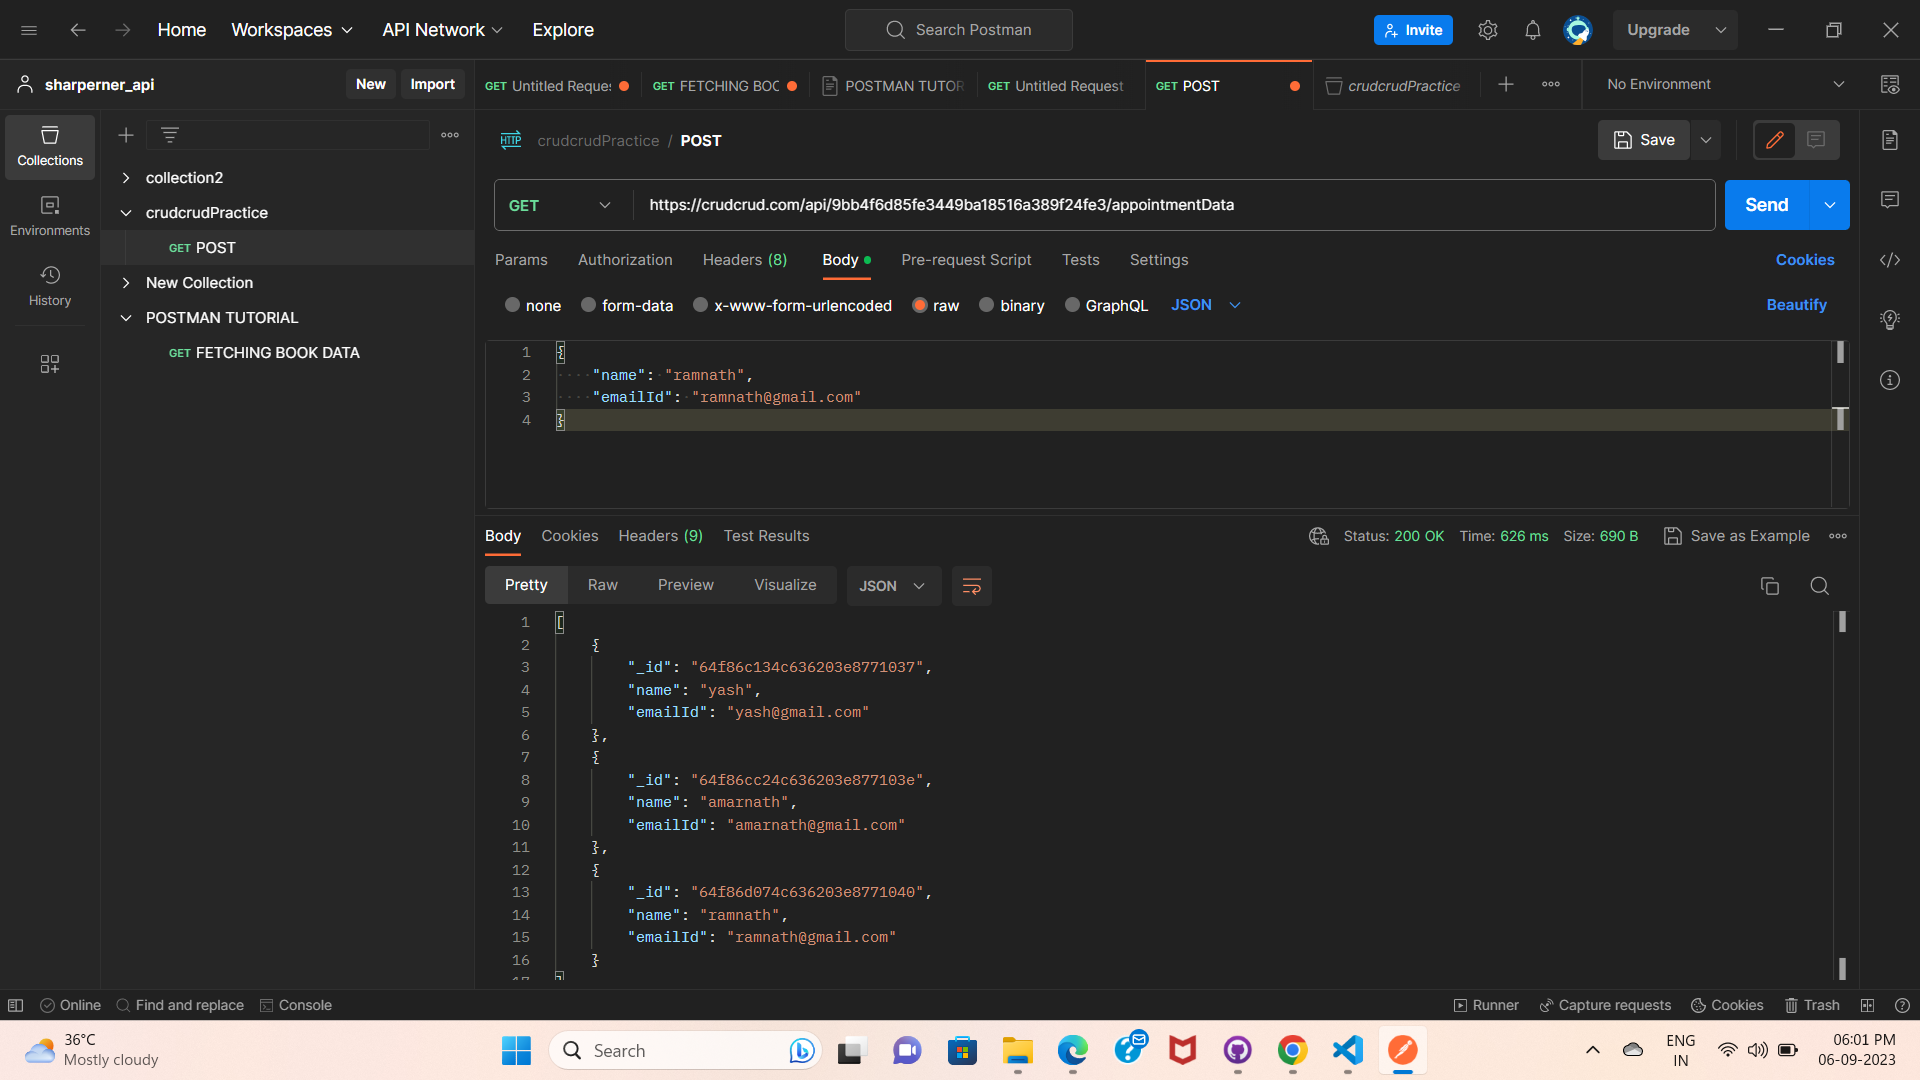 Home Workspaces API Network Explore Search Postman Invite Upgrade
sharperner_api New Import GET Untitled Reques GET FETCHING BOC POSTMAN TUTOR GET Untitled Request GET POST crudcrudPractice No Environment
Collections
Environments
History
collection2
crudcrudPractice
GET POST
New Collection
POSTMAN TUTORIAL
GET FETCHING BOOK DATA
HTTP crudcrudPractice / POST Save
GET https://crudcrud.com/api/9bb4f6d85fe3449ba18516a389f24fe3/appointmentData Send
Params Authorization Headers (8) Body Pre-request Script Tests Settings Cookies
none form-data x-www-form-urlencoded raw binary GraphQL JSON Beautify
1 {
2 "name": "ramnath",
3 "emailId": "ramnath@gmail.com"
4 }
Body Cookies Headers (9) Test Results Status: 200 OK Time: 626 ms Size: 690 B Save as Example
Pretty Raw Preview Visualize JSON
1 [
2 {
3 "_id": "64f86c134c636203e8771037",
4 "name": "yash",
5 "emailId": "yash@gmail.com"
6 },
7 {
8 "_id": "64f86cc24c636203e877103e",
9 "name": "amarnath",
10 "emailId": "amarnath@gmail.com"
11 },
12 {
13 "_id": "64f86d074c636203e8771040",
14 "name": "ramnath",
15 "emailId": "ramnath@gmail.com"
16 }
17 ]
Online Find and replace Console Runner Capture requests Cookies Trash
36°C
Mostly cloudy
Search
ENG
IN
06:01 PM
06-09-2023